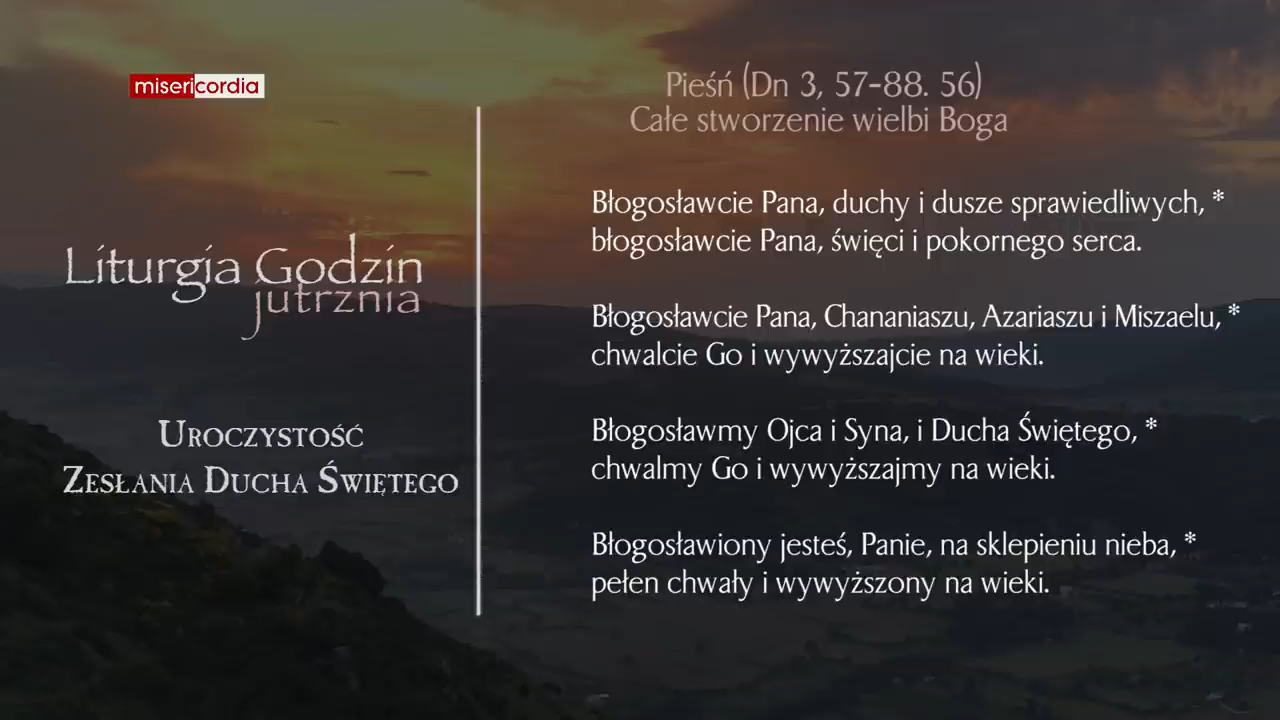 misericordia
Liturgia Godzin
jutrznia
Uroczystość
Zesłania Ducha Świętego
Pieśń (Dn 3, 57-88. 56)
Całe stworzenie wielbi Boga
Błogosławcie Pana, duchy i dusze sprawiedliwych, *
błogosławcie Pana, święci i pokornego serca.
Błogosławcie Pana, Chananiaszu, Azariaszu i Miszaelu, *
chwalcie Go i wywyższajcie na wieki.
Błogosławmy Ojca i Syna, i Ducha Świętego, *
chwalmy Go i wywyższajmy na wieki.
Błogosławiony jesteś, Panie, na sklepieniu nieba, *
pełen chwały i wywyższony na wieki.